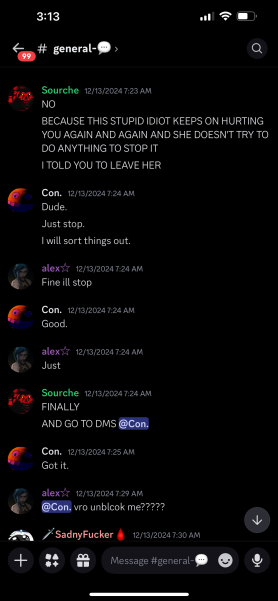 3:13
99
# general-💬 ›
Sourche 12/13/2024 7:23 AM
NO
BECAUSE THIS STUPID IDIOT KEEPS ON HURTING
YOU AGAIN AND AGAIN AND SHE DOESN'T TRY TO
DO ANYTHING TO STOP IT
I TOLD YOU TO LEAVE HER
Con. 12/13/2024 7:24 AM
Dude.
Just stop.
I will sort things out.
alex☆ 12/13/2024 7:24 AM
Fine ill stop
Con. 12/13/2024 7:24 AM
Good.
alex☆ 12/13/2024 7:24 AM
Just
Sourche 12/13/2024 7:24 AM
FINALLY
AND GO TO DMS @Con.
Con. 12/13/2024 7:25 AM
Got it.
alex☆ 12/13/2024 7:29 AM
@Con. vro unblcok me?????
🗡️SadnyFucker🩸 12/13/2024 7:30 AM
Message #general-💬